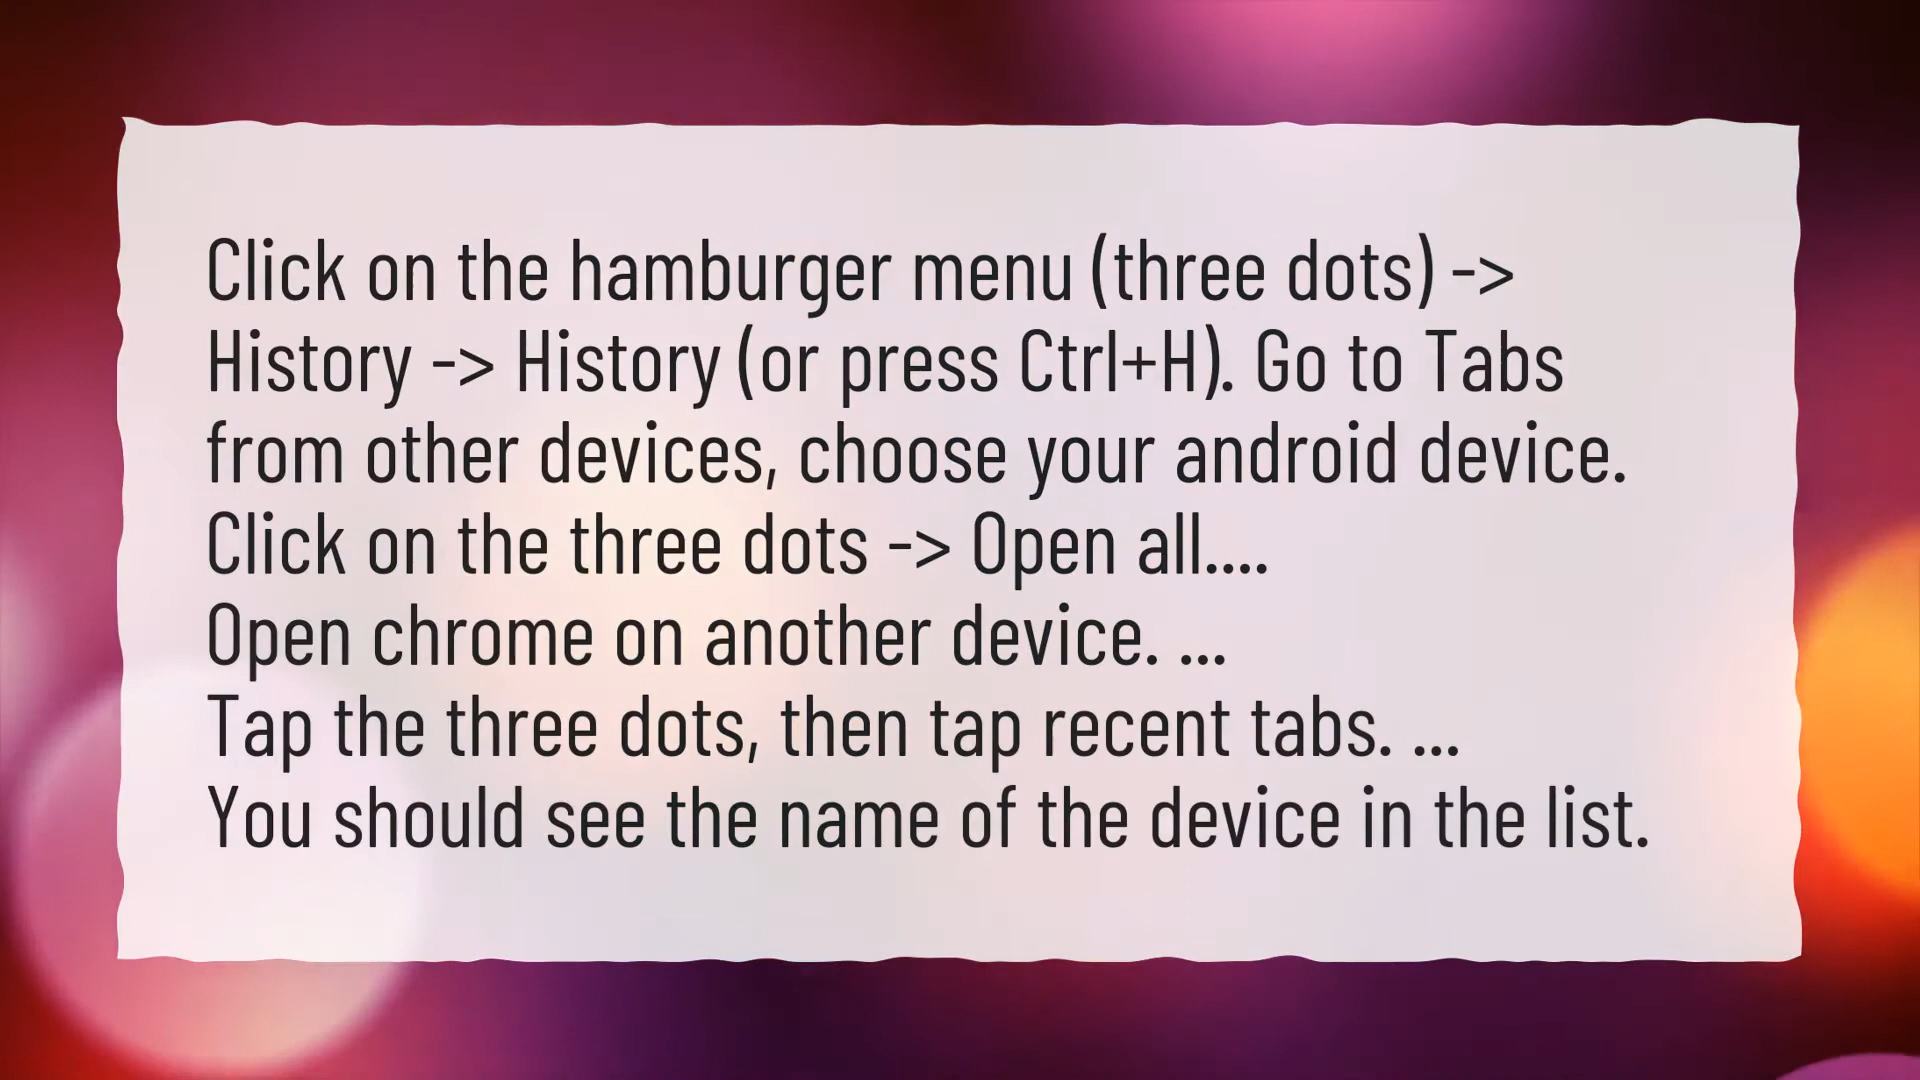 Click on the hamburger menu (three dots) ->
History -> History (or press Ctrl+H). Go to Tabs
from other devices, choose your android device.
Click on the three dots -> Open all....
Open chrome on another device. ...
Tap the three dots, then tap recent tabs. ...
You should see the name of the device in the list.